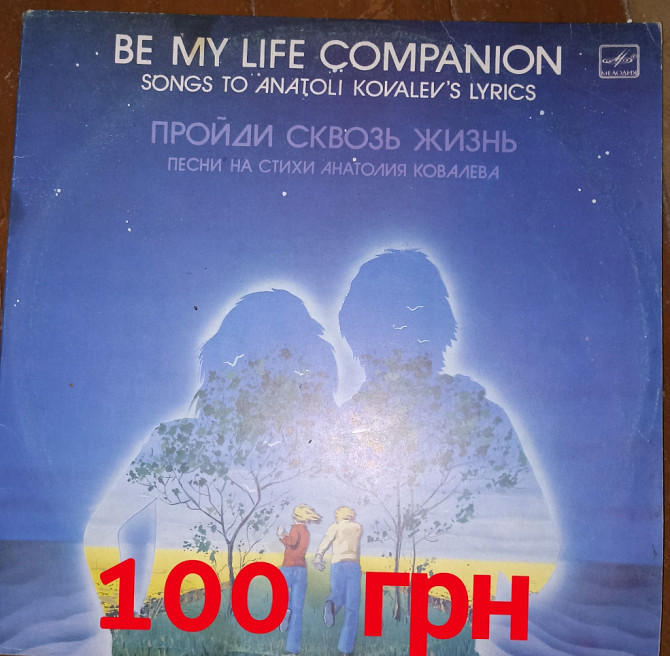 BE MY LIFE COMPANION
МЕЛОДИЯ
SONGS TO ANATOLI KOVALEV'S LYRICS
ПРОЙДИ СКВОЗЬ ЖИЗНЬ
ПЕСНИ НА СТИХИ АНАТОЛИЯ КОВАЛЕВА
100 грн